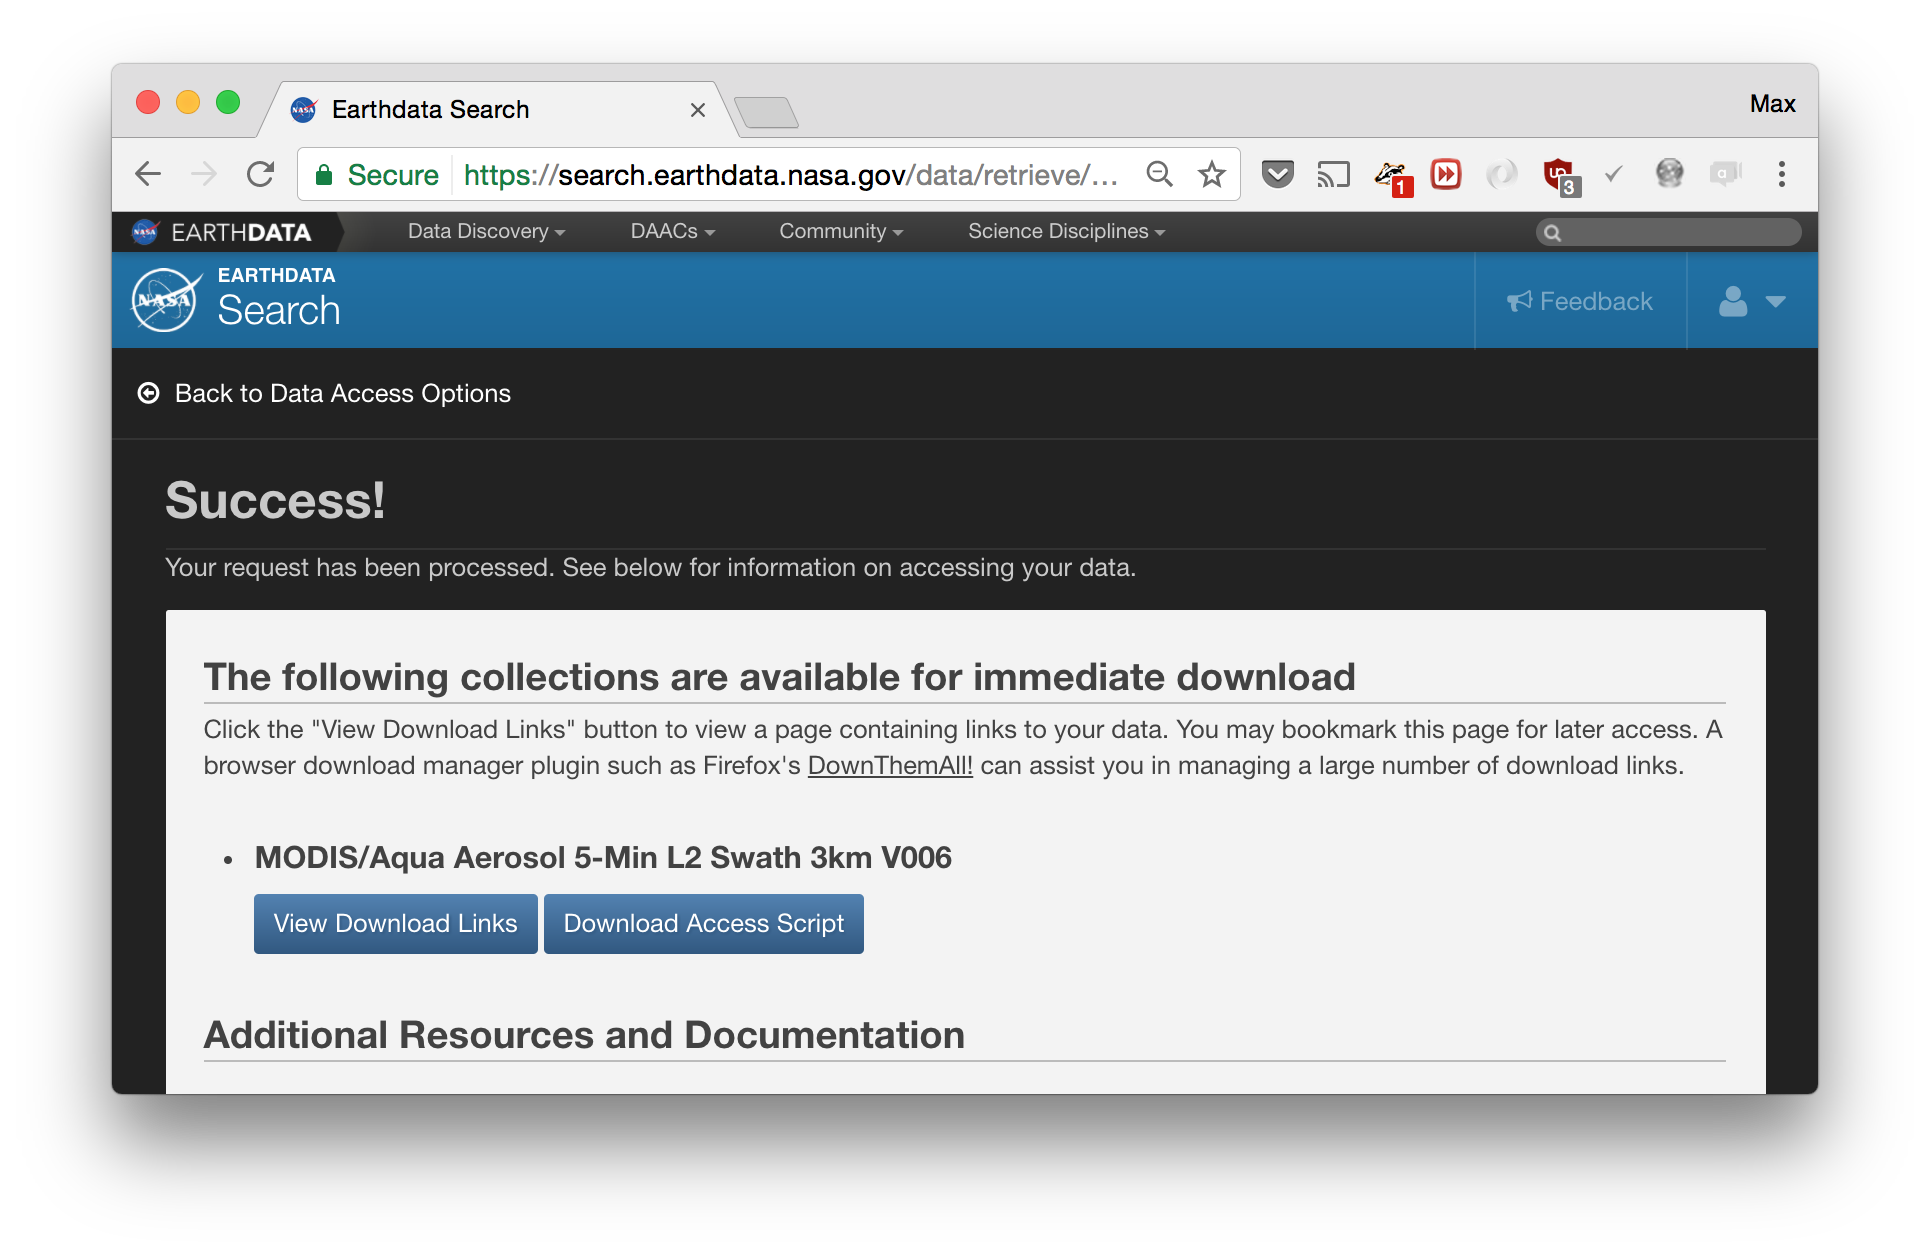 Earthdata Search
Max
Secure https://search.earthdata.nasa.gov/data/retrieve/...
1
3
NASA EARTHDATA Data Discovery DAACs Community Science Disciplines
NASA
EARTHDATA
Search
Feedback
Back to Data Access Options
Success!
Your request has been processed. See below for information on accessing your data.
The following collections are available for immediate download
Click the "View Download Links" button to view a page containing links to your data. You may bookmark this page for later access. A
browser download manager plugin such as Firefox's DownThemAll! can assist you in managing a large number of download links.
• MODIS/Aqua Aerosol 5-Min L2 Swath 3km V006
View Download Links Download Access Script
Additional Resources and Documentation